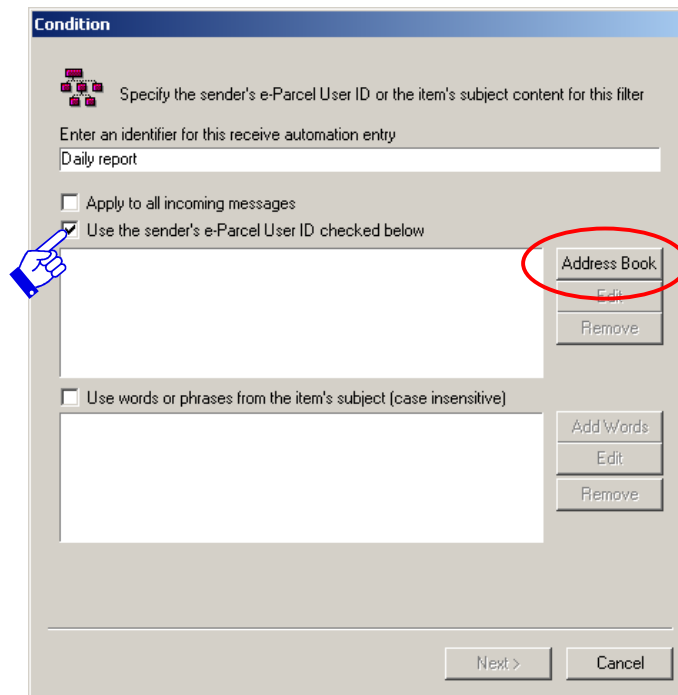 Condition
Specify the sender's e-Parcel User ID or the item's subject content for this filter
Enter an identifier for this receive automation entry
Daily report
Apply to all incoming messages
Use the sender's e-Parcel User ID checked below
Address Book
Edit
Remove
Use words or phrases from the item's subject (case insensitive)
Add Words
Edit
Remove
Next >
Cancel